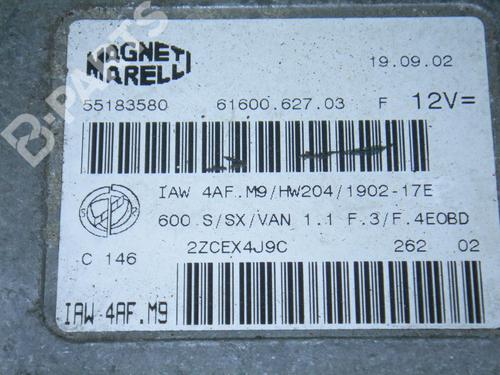 MAGNETI
MARELLI
19.09.02
55183580 61600.627.03 F 12V=
IAW 4AF.M9/HW204/1902-17E
600 S/SX/VAN 1.1 F.3/F.4EOBD
2ZCEX4J9C 262 02
C 146
IAW 4AF.M9
B-PARTS